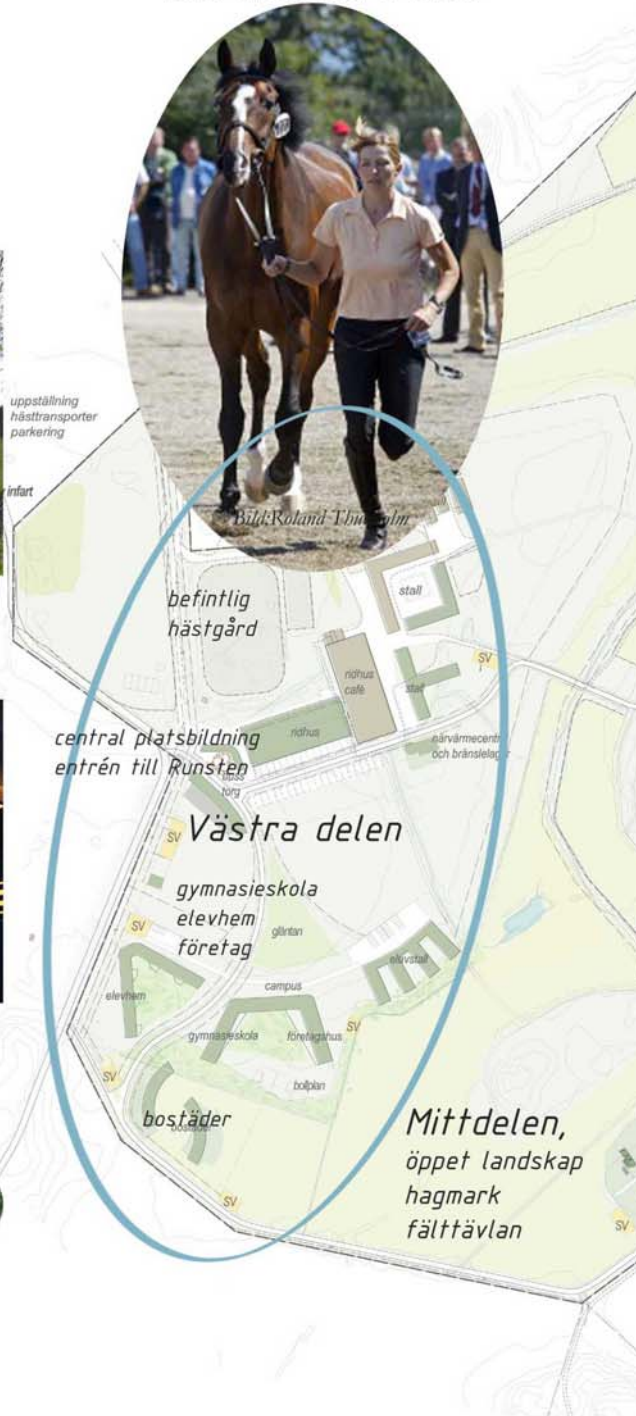 uppställning
hästtransporter
parkering
infart
Bild:Roland
befintlig
hästgård
stall
ridhus
café
stall
SV
ridhus
närvärmecentr
och bränslelager
central platsbildning
entrén till Runsten
torg
SV
Västra delen
gymnasieskola
elevhem
företag
SV
gläntan
elevstall
campus
elevhem
gymnasieskola
företagshus
SV
SV
bollplan
bostäder
bostäder
SV
Mittdelen,
öppet landskap
hagmark
fälttävlan
SV